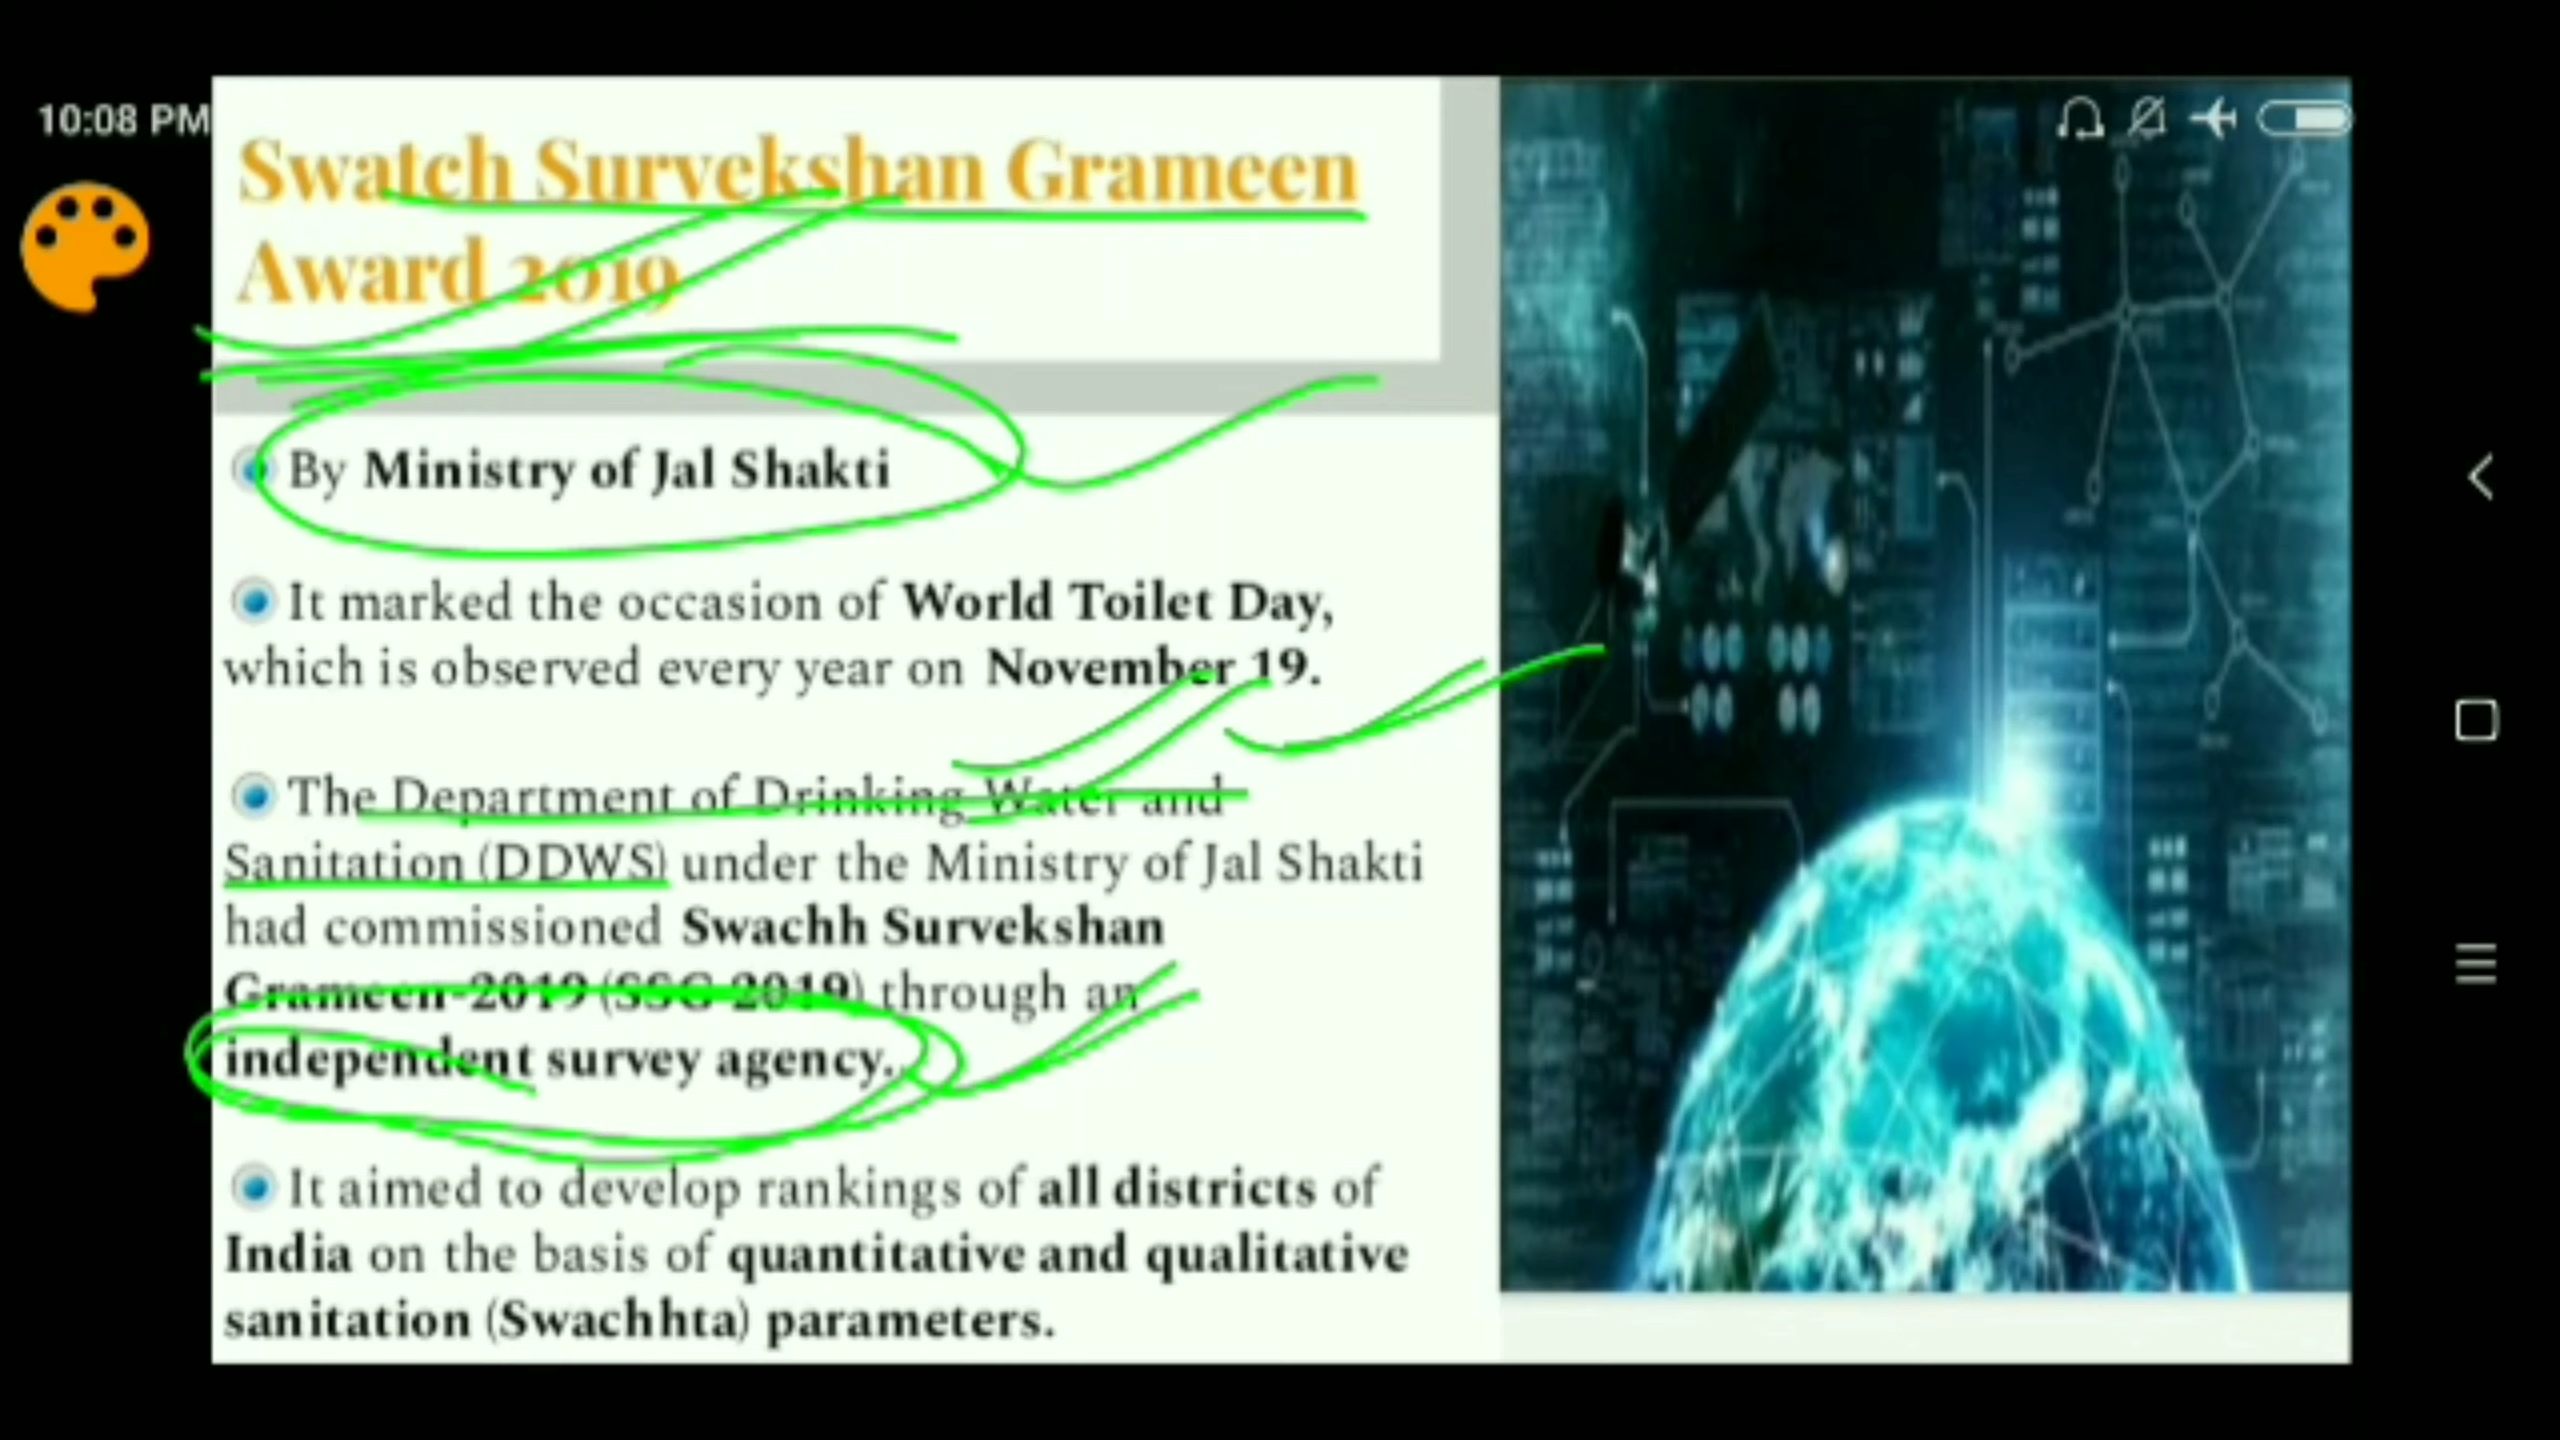 10:08 PM
Swatch Survekshan Grameen
Award 2019
By Ministry of Jal Shakti
It marked the occasion of World Toilet Day,
which is observed every year on November 19.
The Department of Drinking Water and
Sanitation (DDWS) under the Ministry of Jal Shakti
had commissioned Swachh Survekshan
Grameen-2019 (SSG 2019) through an
independent survey agency.
It aimed to develop rankings of all districts of
India on the basis of quantitative and qualitative
sanitation (Swachhta) parameters.